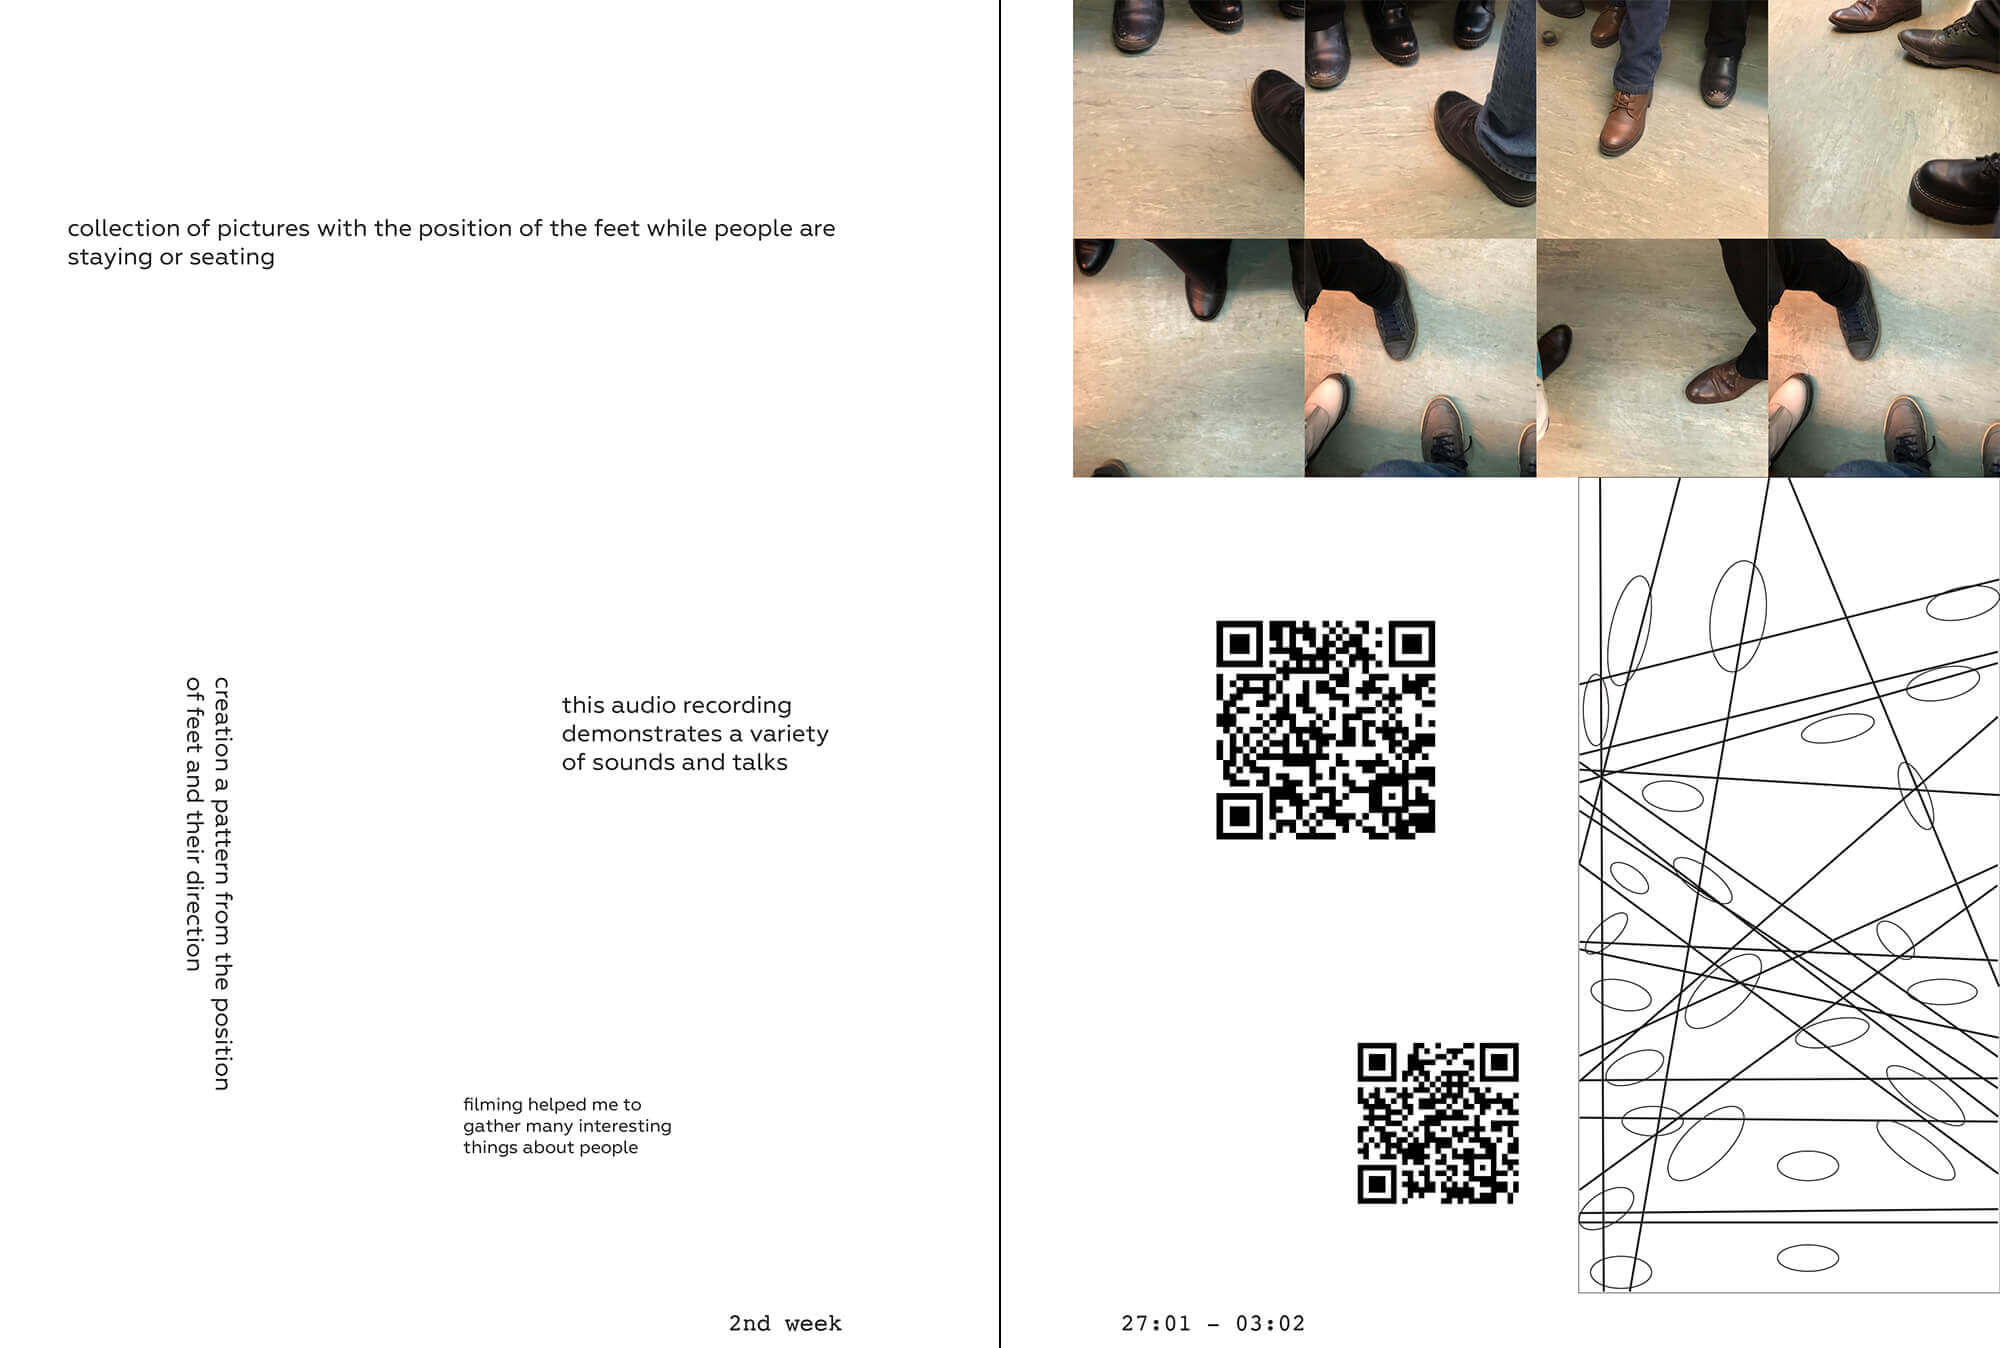 collection of pictures with the position of the feet while people are
staying or seating
creation a pattern from the position
of feet and their direction
this audio recording
demonstrates a variety
of sounds and talks
filming helped me to
gather many interesting
things about people
2nd week
27:01 – 03:02